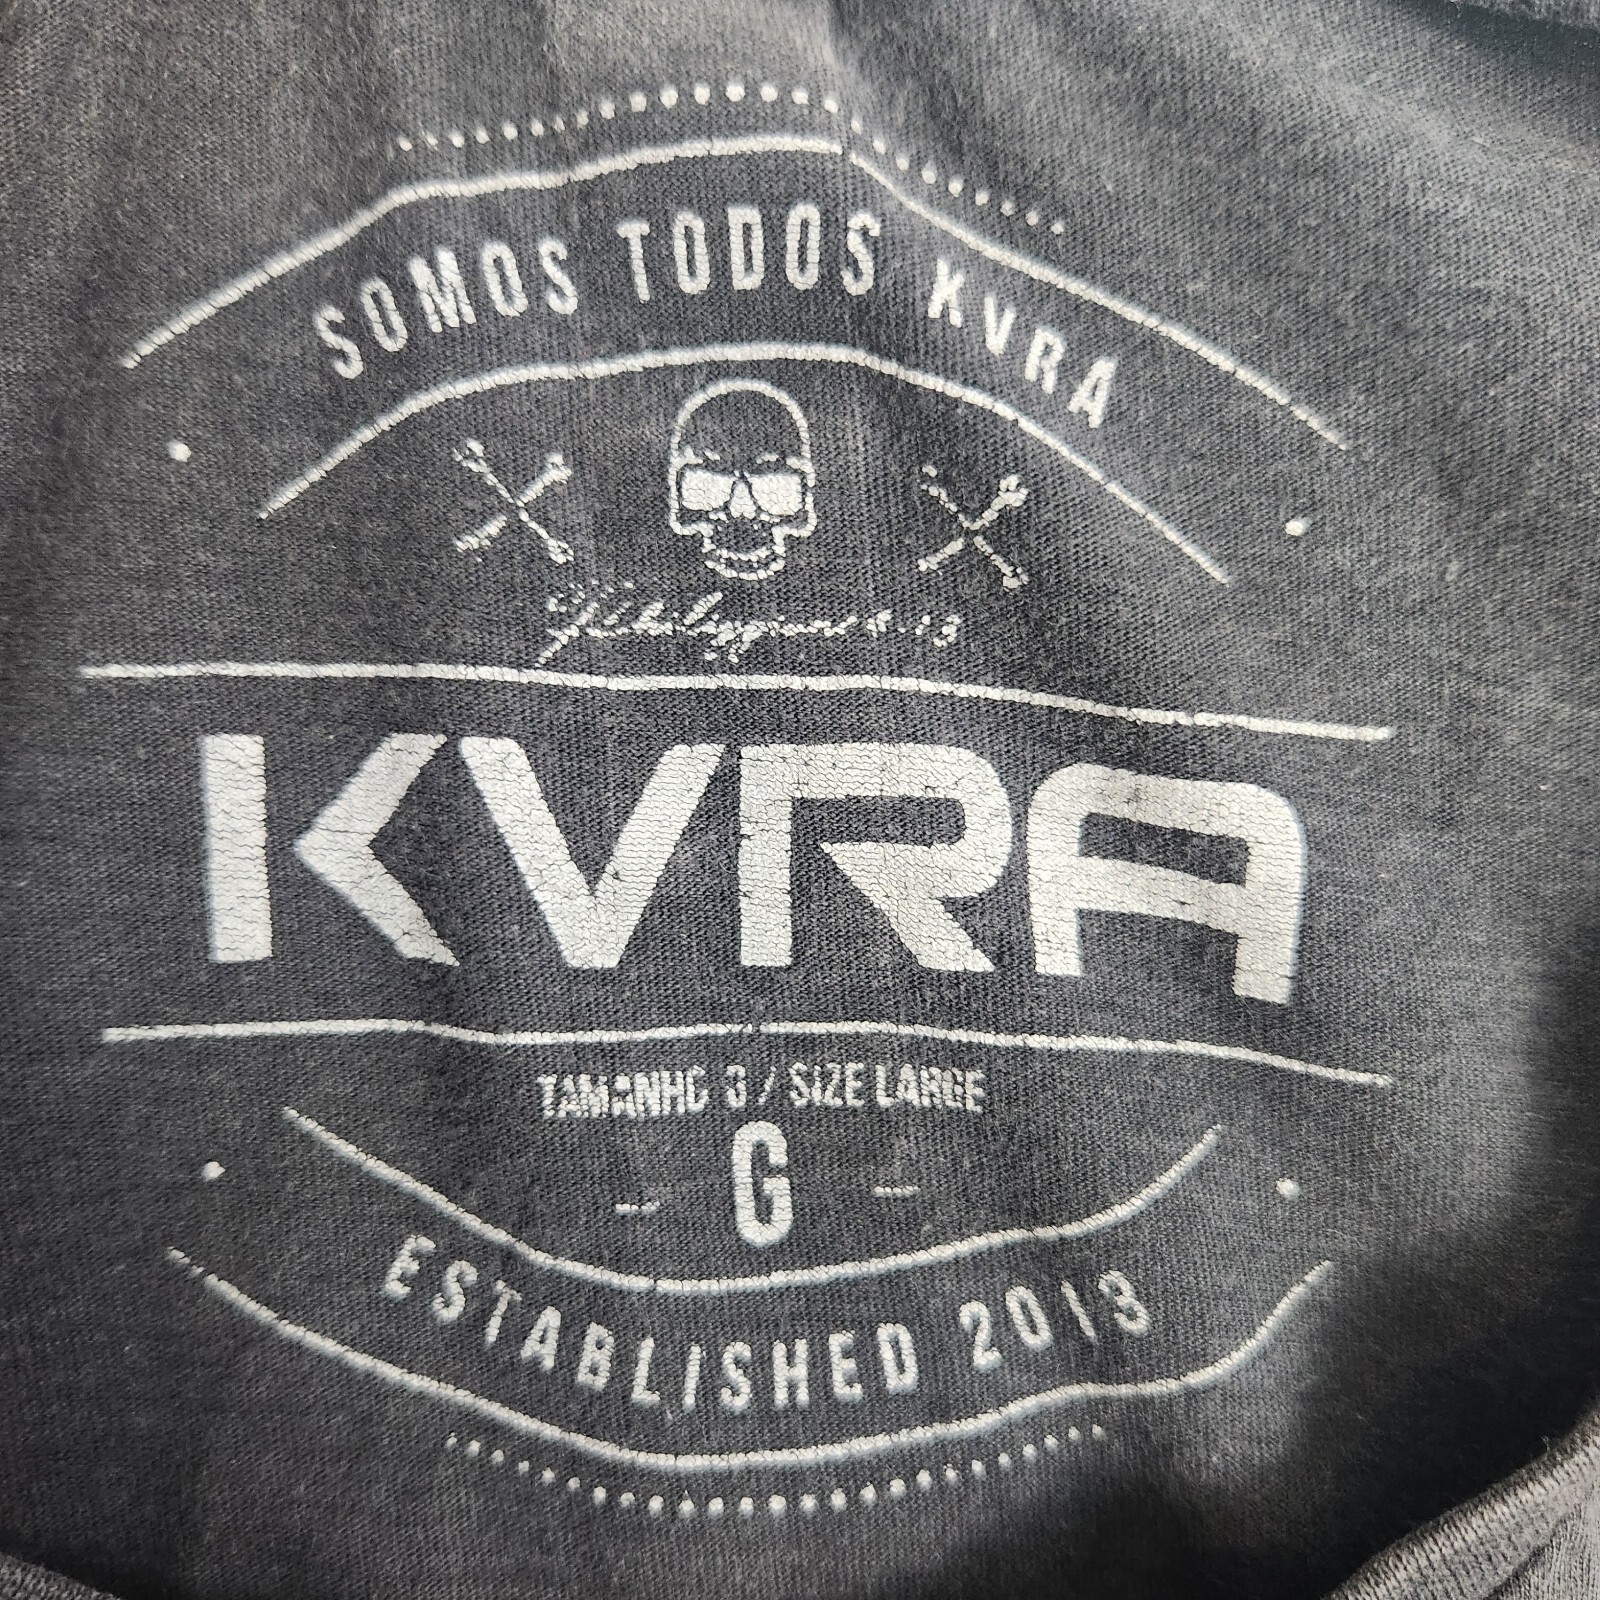 SOMOS TODOS KVRA
KVRA
TAMANHO G / SIZE LARGE
G
ESTABLISHED 2013